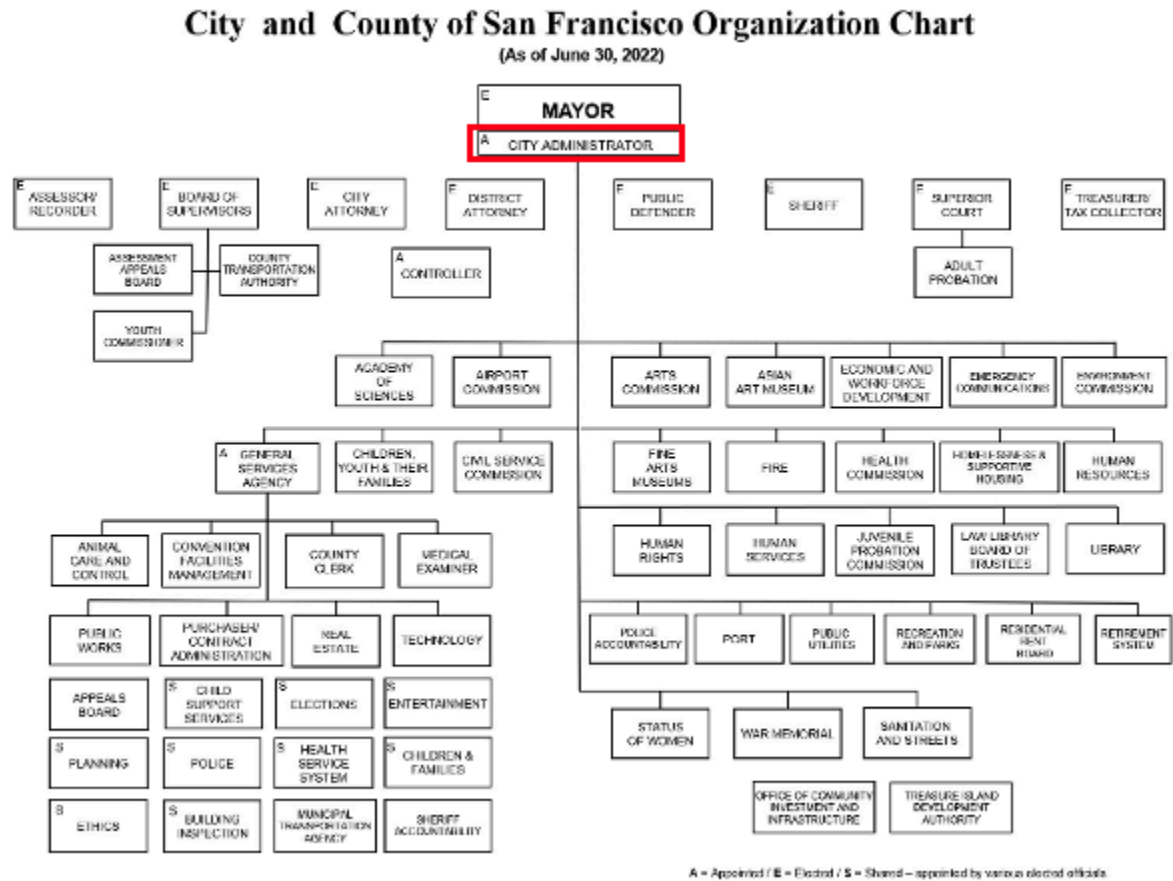 City and County of San Francisco Organization Chart
(As of June 30, 2022)
E
MAYOR
A
CITY ADMINISTRATOR
E
ASSESSOR/
RECORDER
E
BOARD OF
SUPERVISORS
E
CITY
ATTORNEY
E
DISTRICT
ATTORNEY
E
PUBLIC
DEFENDER
E
SHERIFF
E
SUPERIOR
COURT
E
TREASURER/
TAX COLLECTOR
ASSESSMENT
APPEALS
BOARD
COUNTY
TRANSPORTATION
AUTHORITY
A
CONTROLLER
ADULT
PROBATION
YOUTH
COMMISSIONER
ACADEMY
OF
SCIENCES
AIRPORT
COMMISSION
ARTS
COMMISSION
ASIAN
ART MUSEUM
ECONOMIC AND
WORKFORCE
DEVELOPMENT
EMERGENCY
COMMUNICATIONS
ENVIRONMENT
COMMISSION
A
GENERAL
SERVICES
AGENCY
CHILDREN,
YOUTH & THEIR
FAMILIES
CIVIL SERVICE
COMMISSION
FINE
ARTS
MUSEUMS
FIRE
HEALTH
COMMISSION
HOMELESSNESS &
SUPPORTIVE
HOUSING
HUMAN
RESOURCES
ANIMAL
CARE AND
CONTROL
CONVENTION
FACILITIES
MANAGEMENT
COUNTY
CLERK
MEDICAL
EXAMINER
HUMAN
RIGHTS
HUMAN
SERVICES
JUVENILE
PROBATION
COMMISSION
LAW LIBRARY
BOARD OF
TRUSTEES
LIBRARY
PUBLIC
WORKS
PURCHASER/
CONTRACT
ADMINISTRATION
REAL
ESTATE
TECHNOLOGY
POLICE
ACCOUNTABILITY
PORT
PUBLIC
UTILITIES
RECREATION
AND PARKS
RESIDENTIAL
RENT
BOARD
RETIREMENT
SYSTEM
APPEALS
BOARD
S
CHILD
SUPPORT
SERVICES
S
ELECTIONS
S
ENTERTAINMENT
STATUS
OF WOMEN
WAR MEMORIAL
SANITATION
AND STREETS
S
PLANNING
S
POLICE
S
HEALTH
SERVICE
SYSTEM
S
CHILDREN &
FAMILIES
OFFICE OF COMMUNITY
INVESTMENT AND
INFRASTRUCTURE
TREASURE ISLAND
DEVELOPMENT
AUTHORITY
S
ETHICS
S
BUILDING
INSPECTION
MUNICIPAL
TRANSPORTATION
AGENCY
SHERIFF
ACCOUNTABILITY
A = Appointed / E = Elected / S = Shared – appointed by various elected officials